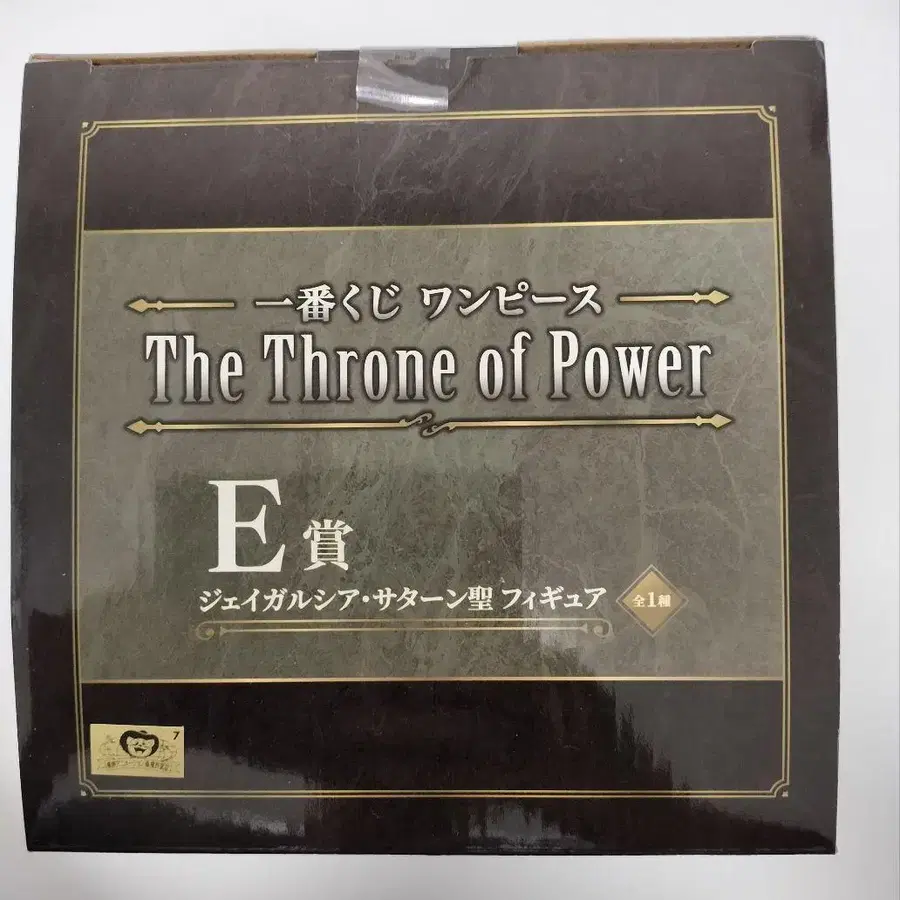 一番くじ ワンピース
The Throne of Power
E賞
ジェイガルシア・サターン聖 フィギュア 全1種
7